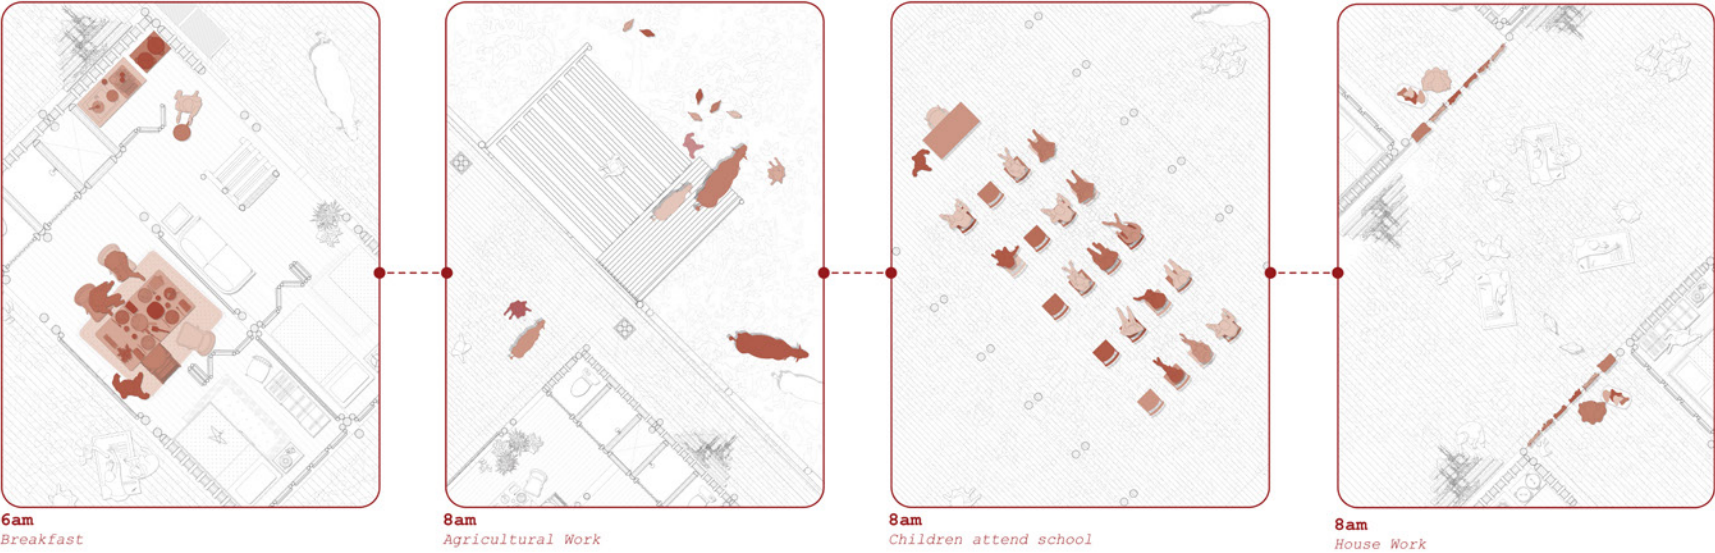 6am
Breakfast
8am
Agricultural Work
8am
Children attend school
8am
House Work